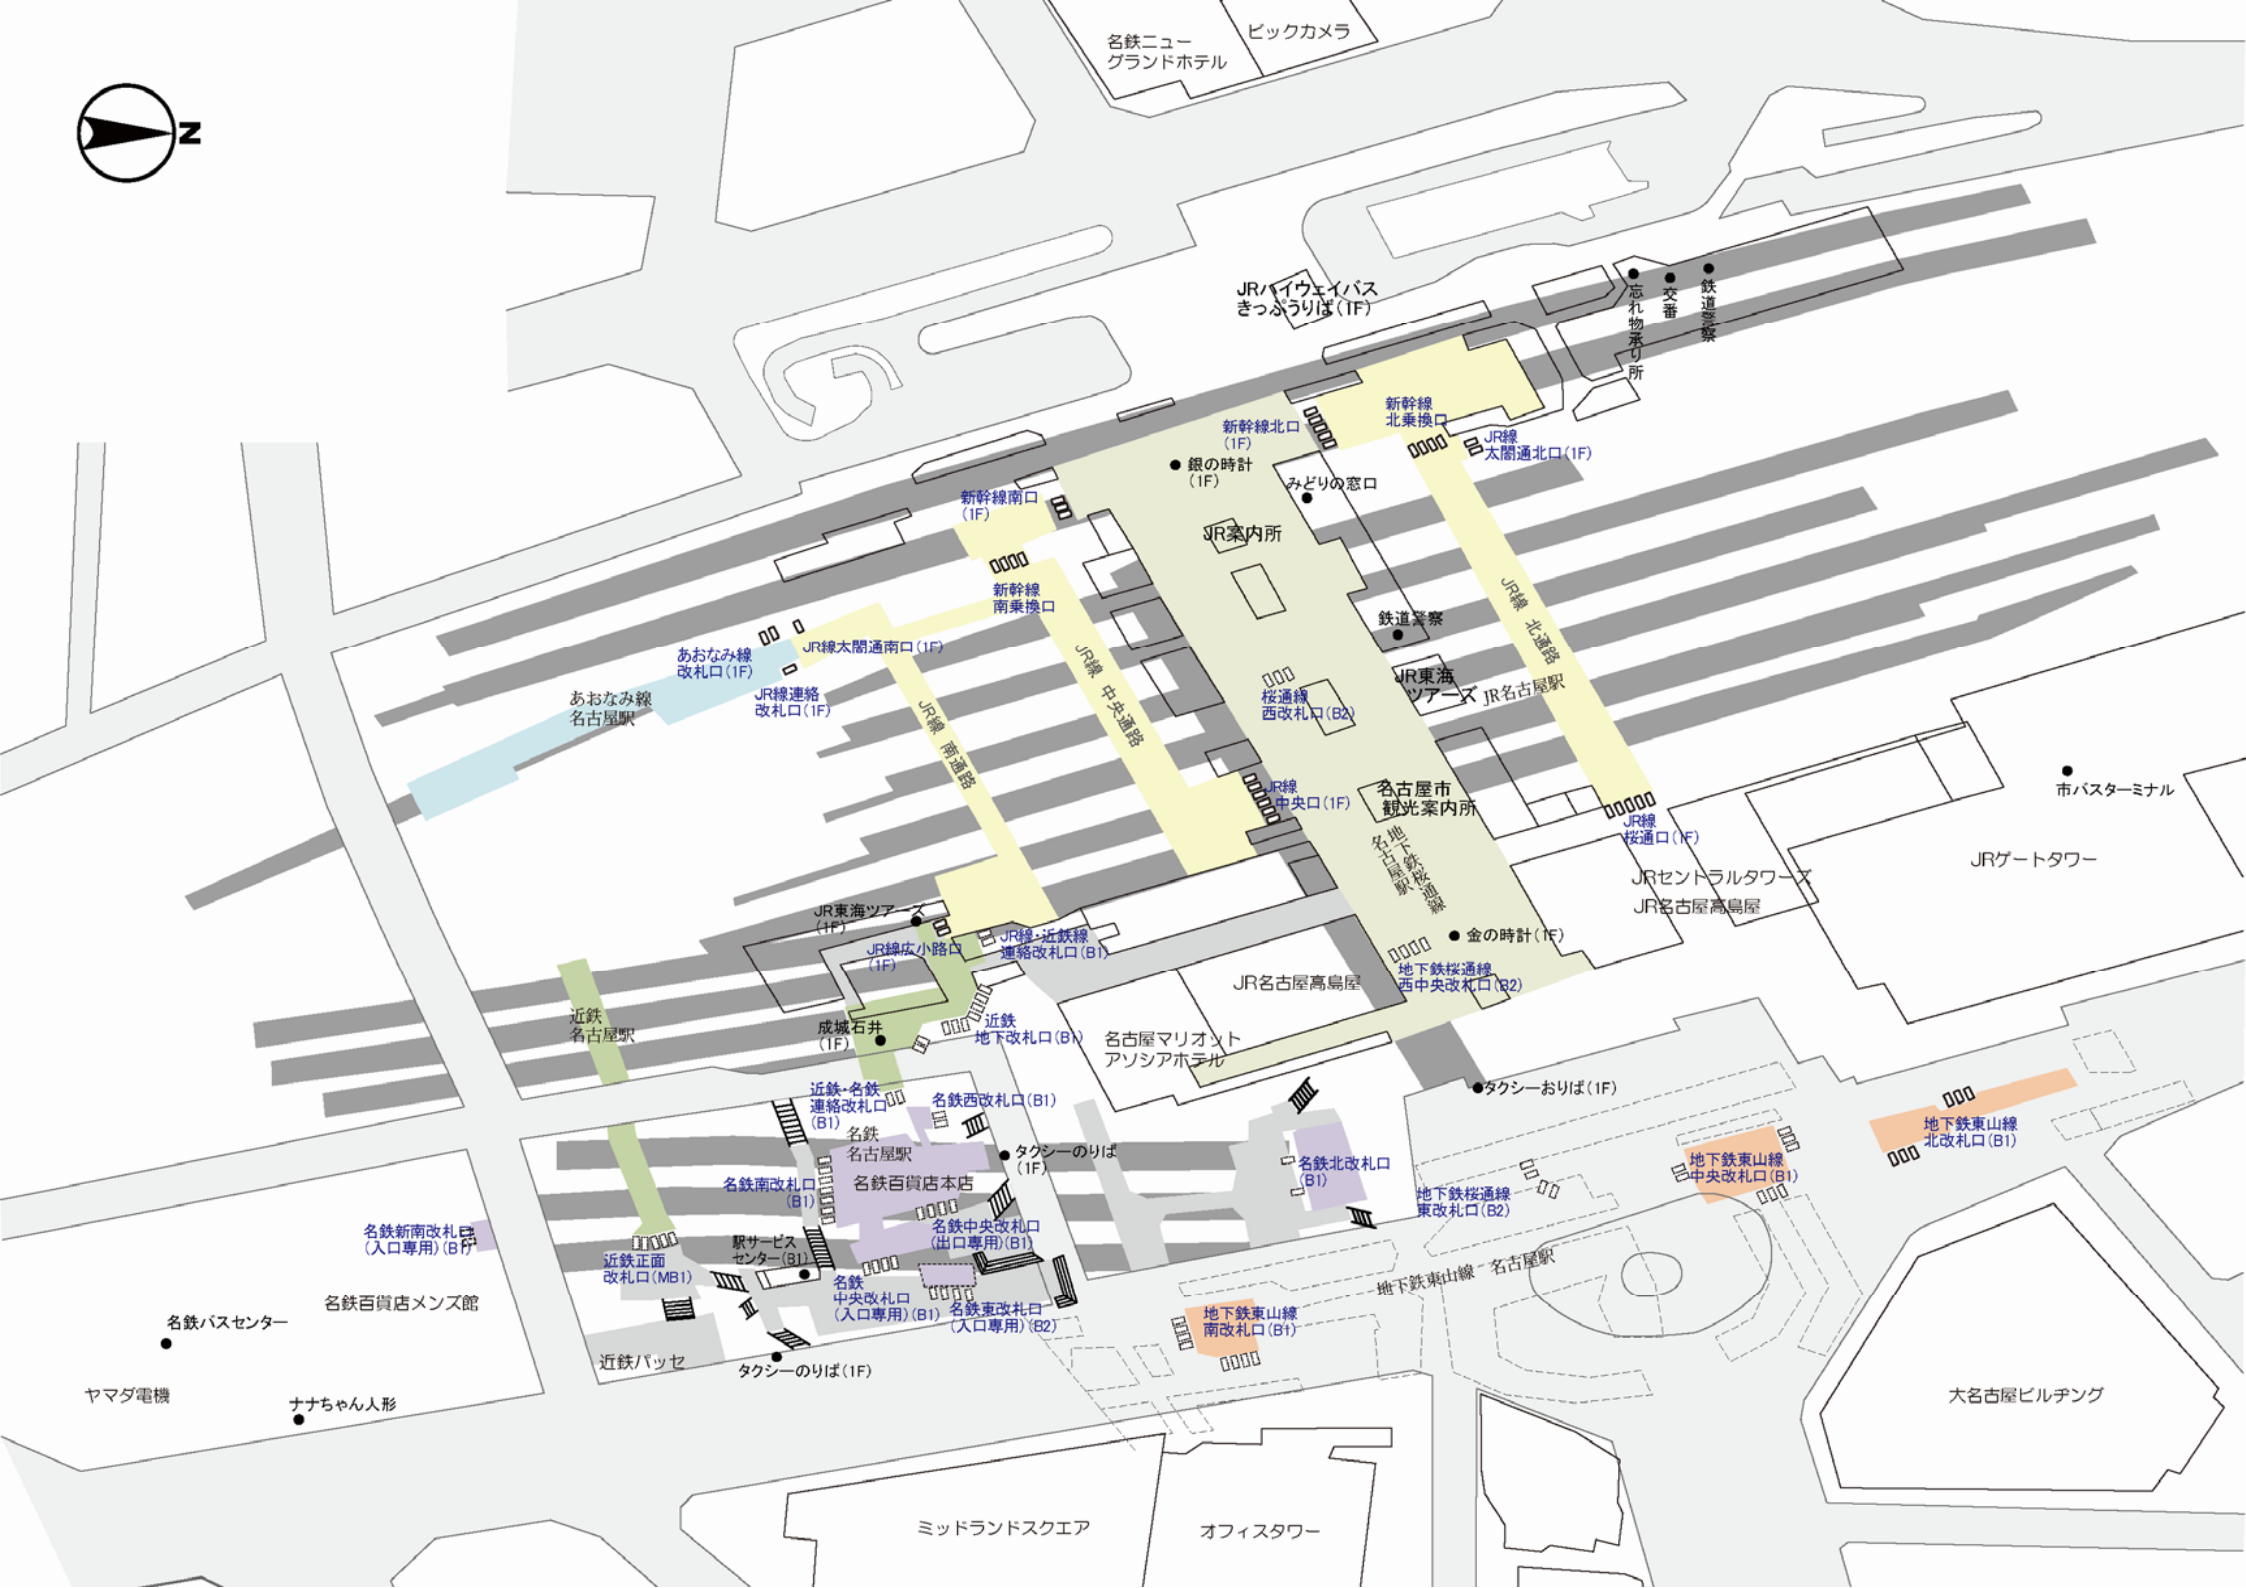 名鉄ニュー
グランドホテル
ビックカメラ
N
JRハイウェイバス
きっぷうりば(1F)
忘れ物承り所
交番
鉄道警察
新幹線
北乗換口
新幹線北口
(1F)
JR線
太閤通北口(1F)
銀の時計
(1F)
みどりの窓口
新幹線南口
(1F)
JR案内所
新幹線
南乗換口
JR線 北通路
鉄道警察
JR線太閤通南口(1F)
あおなみ線
改札口(1F)
JR線 中央通路
JR東海
ツアーズ
JR名古屋駅
あおなみ線
名古屋駅
JR線連絡
改札口(1F)
桜通線
西改札口(B2)
JR線 南通路
市バスターミナル
JR線
中央口(1F)
名古屋市
観光案内所
JR線
桜通口(1F)
地下鉄桜通線
名古屋駅
JRゲートタワー
JRセントラルタワーズ
JR名古屋高島屋
JR東海ツアーズ
(1F)
JR線広小路口
(1F)
JR線・近鉄線
連絡改札口(B1)
金の時計(1F)
地下鉄桜通線
西中央改札口(B2)
JR名古屋高島屋
近鉄
名古屋駅
成城石井
(1F)
近鉄
地下改札口(B1)
名古屋マリオット
アソシアホテル
タクシーおりば(1F)
近鉄・名鉄
連絡改札口
(B1)
名鉄西改札口(B1)
名鉄
名古屋駅
タクシーのりば
(1F)
地下鉄東山線
北改札口(B1)
名鉄北改札口
(B1)
地下鉄東山線
中央改札口(B1)
名鉄南改札口
(B1)
名鉄百貨店本店
地下鉄桜通線
東改札口(B2)
名鉄新南改札口
(入口専用)(B1)
名鉄中央改札口
(出口専用)(B1)
駅サービス
センター(B1)
近鉄正面
改札口(MB1)
地下鉄東山線 名古屋駅
名鉄
中央改札口
(入口専用)(B1)
名鉄東改札口
(入口専用)(B2)
名鉄百貨店メンズ館
名鉄バスセンター
地下鉄東山線
南改札口(B1)
近鉄パッセ
タクシーのりば(1F)
ヤマダ電機
ナナちゃん人形
大名古屋ビルヂング
ミッドランドスクエア
オフィスタワー